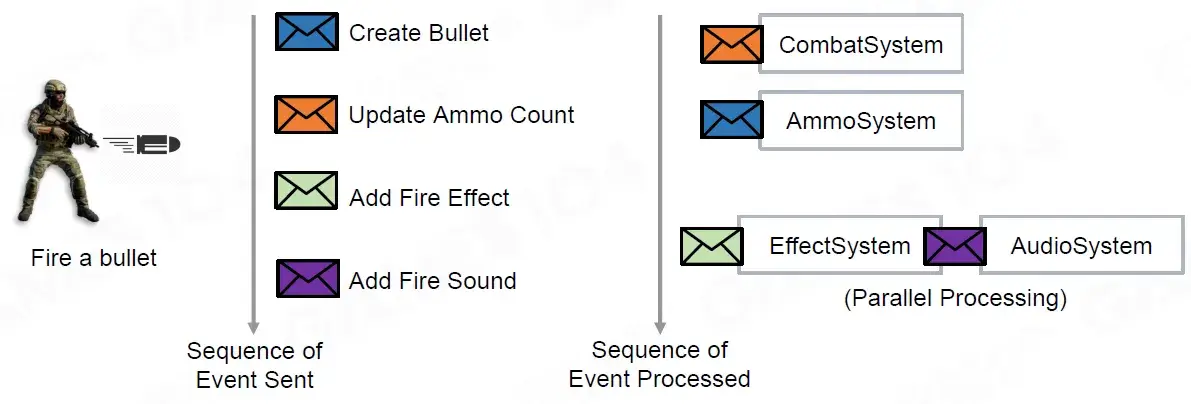 Create Bullet
Update Ammo Count
Add Fire Effect
Add Fire Sound
Fire a bullet
Sequence of
Event Sent
CombatSystem
AmmoSystem
EffectSystem
AudioSystem
(Parallel Processing)
Sequence of
Event Processed